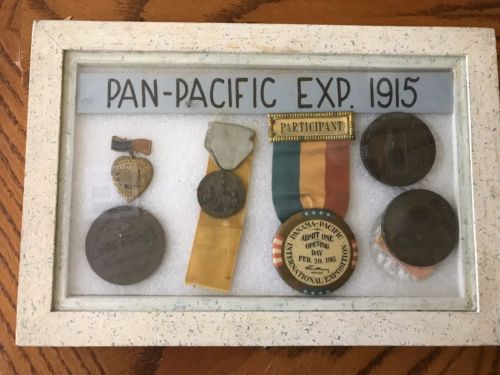 PAN-PACIFIC EXP. 1915
PARTICIPANT
PANAMA-PACIFIC
ADMIT ONE
OPENING
DAY
FEB. 20, 1915
INTERNATIONAL EXPOSITION